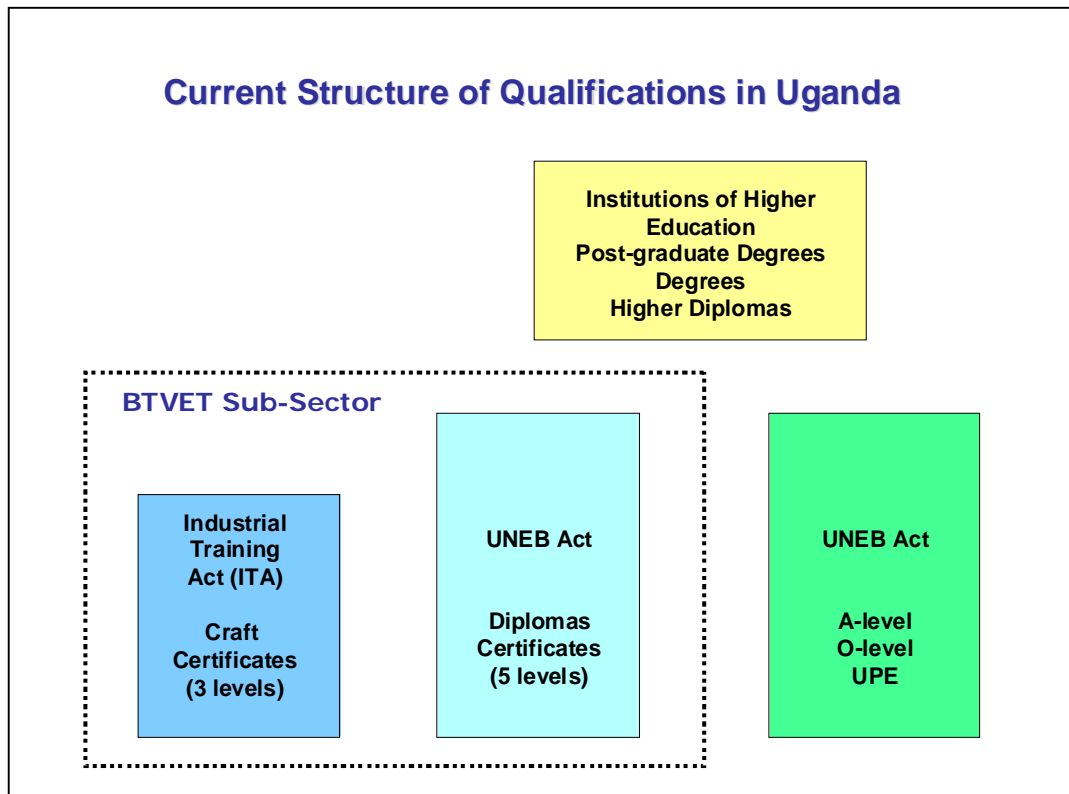 Current Structure of Qualifications in Uganda
Institutions of Higher
Education
Post-graduate Degrees
Degrees
Higher Diplomas
BTVET Sub-Sector
Industrial
Training
Act (ITA)
Craft
Certificates
(3 levels)
UNEB Act
Diplomas
Certificates
(5 levels)
UNEB Act
A-level
O-level
UPE